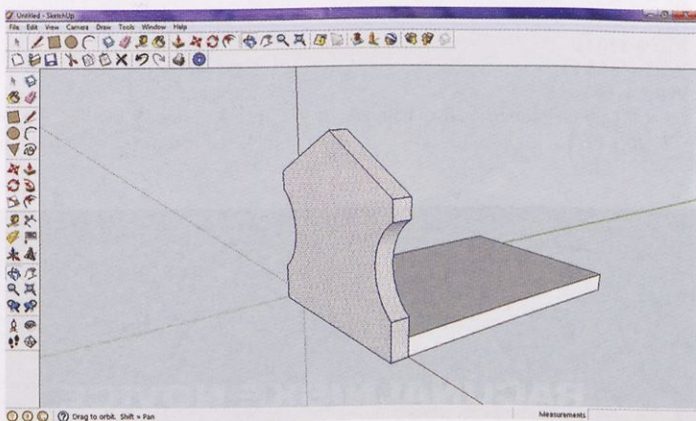 Untitled - SketchUp
File Edit View Camera Draw Tools Window Help
Drag to orbit. Shift = Pan
Measurements